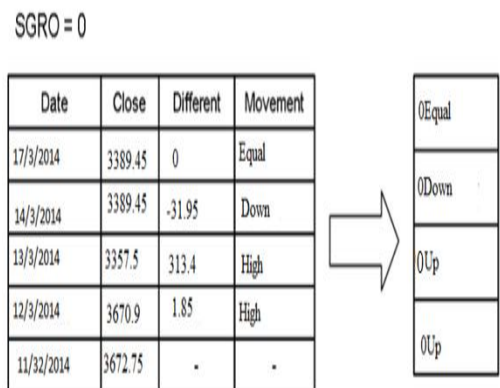 SGRO = 0
Date Close Different Movement
17/3/2014 3389.45 0 Equal
14/3/2014 3389.45 -31.95 Down
13/3/2014 3357.5 313.4 High
12/3/2014 3670.9 1.85 High
11/32/2014 3672.75 - -
0Equal
0Down
0Up
0Up